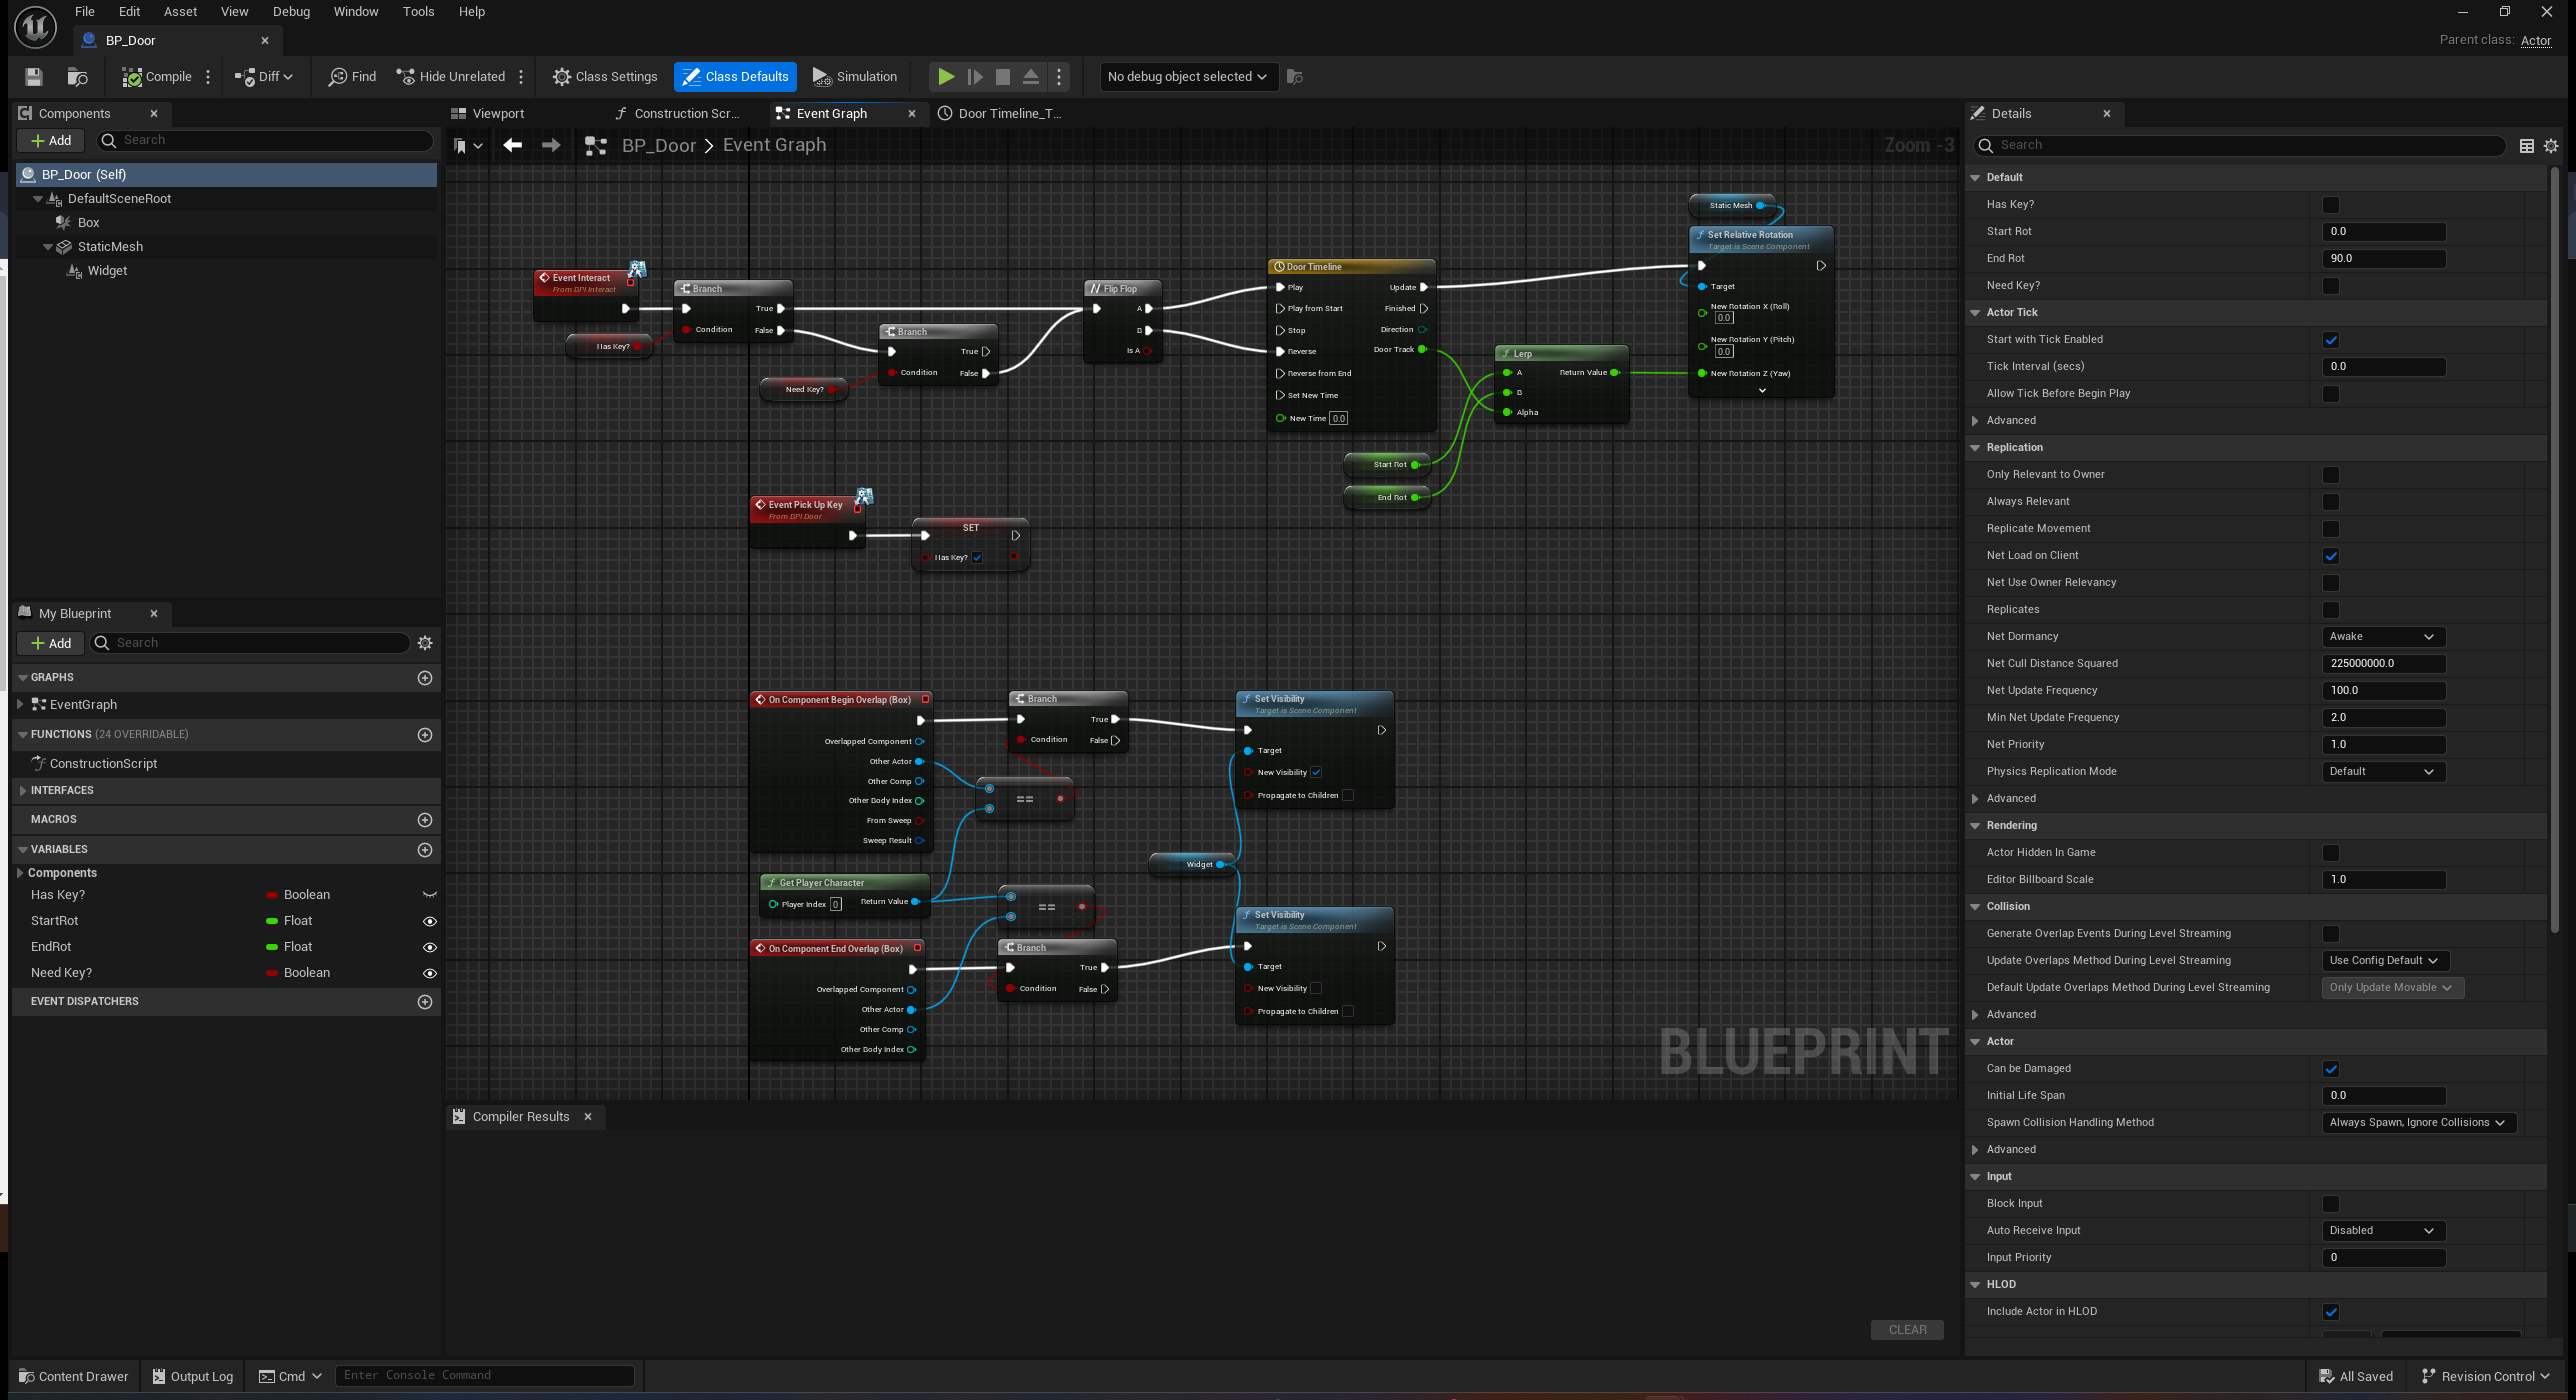 File Edit Asset View Debug Window Tools Help
BP_Door
Parent class: Actor
Compile Diff Find Hide Unrelated Class Settings Class Defaults Simulation No debug object selected
Components
Add Search
BP_Door (Self)
DefaultSceneRoot
Box
StaticMesh
Widget
My Blueprint
Add Search
GRAPHS
EventGraph
FUNCTIONS (24 OVERRIDABLE)
ConstructionScript
INTERFACES
MACROS
VARIABLES
Components
Has Key? Boolean
StartRot Float
EndRot Float
Need Key? Boolean
EVENT DISPATCHERS
Viewport Construction Scr... Event Graph Door Timeline_T...
BP_Door > Event Graph
Zoom -3
Event Interact
From BPI Interact
Has Key?
Branch
True
Condition False
Need Key?
Branch
True
Condition False
Flip Flop
A
B
Is A
Door Timeline
Play Update
Play from Start Finished
Stop Direction
Reverse Door Track
Reverse from End
Set New Time
New Time 0.0
Start Rot
End Rot
Lerp
A Return Value
B
Alpha
Static Mesh
Set Relative Rotation
Target is Scene Component
Target
New Rotation X (Roll)
0.0
New Rotation Y (Pitch)
0.0
New Rotation Z (Yaw)
Event Pick Up Key
From BPI Door
SET
Has Key?
On Component Begin Overlap (Box)
Overlapped Component
Other Actor
Other Comp
Other Body Index
From Sweep
Sweep Result
Branch
True
Condition False
==
Set Visibility
Target is Scene Component
Target
New Visibility
Propagate to Children
Widget
Get Player Character
Player Index 0 Return Value
==
On Component End Overlap (Box)
Overlapped Component
Other Actor
Other Comp
Other Body Index
Branch
True
Condition False
Set Visibility
Target is Scene Component
Target
New Visibility
Propagate to Children
BLUEPRINT
Compiler Results
CLEAR
Details
Search
Default
Has Key?
Start Rot 0.0
End Rot 90.0
Need Key?
Actor Tick
Start with Tick Enabled
Tick Interval (secs) 0.0
Allow Tick Before Begin Play
Advanced
Replication
Only Relevant to Owner
Always Relevant
Replicate Movement
Net Load on Client
Net Use Owner Relevancy
Replicates
Net Dormancy Awake
Net Cull Distance Squared 225000000.0
Net Update Frequency 100.0
Min Net Update Frequency 2.0
Net Priority 1.0
Physics Replication Mode Default
Advanced
Rendering
Actor Hidden In Game
Editor Billboard Scale 1.0
Collision
Generate Overlap Events During Level Streaming
Update Overlaps Method During Level Streaming Use Config Default
Default Update Overlaps Method During Level Streaming Only Update Movable
Advanced
Actor
Can be Damaged
Initial Life Span 0.0
Spawn Collision Handling Method Always Spawn, Ignore Collisions
Advanced
Input
Block Input
Auto Receive Input Disabled
Input Priority 0
HLOD
Include Actor in HLOD
Content Drawer Output Log Cmd Enter Console Command All Saved Revision Control